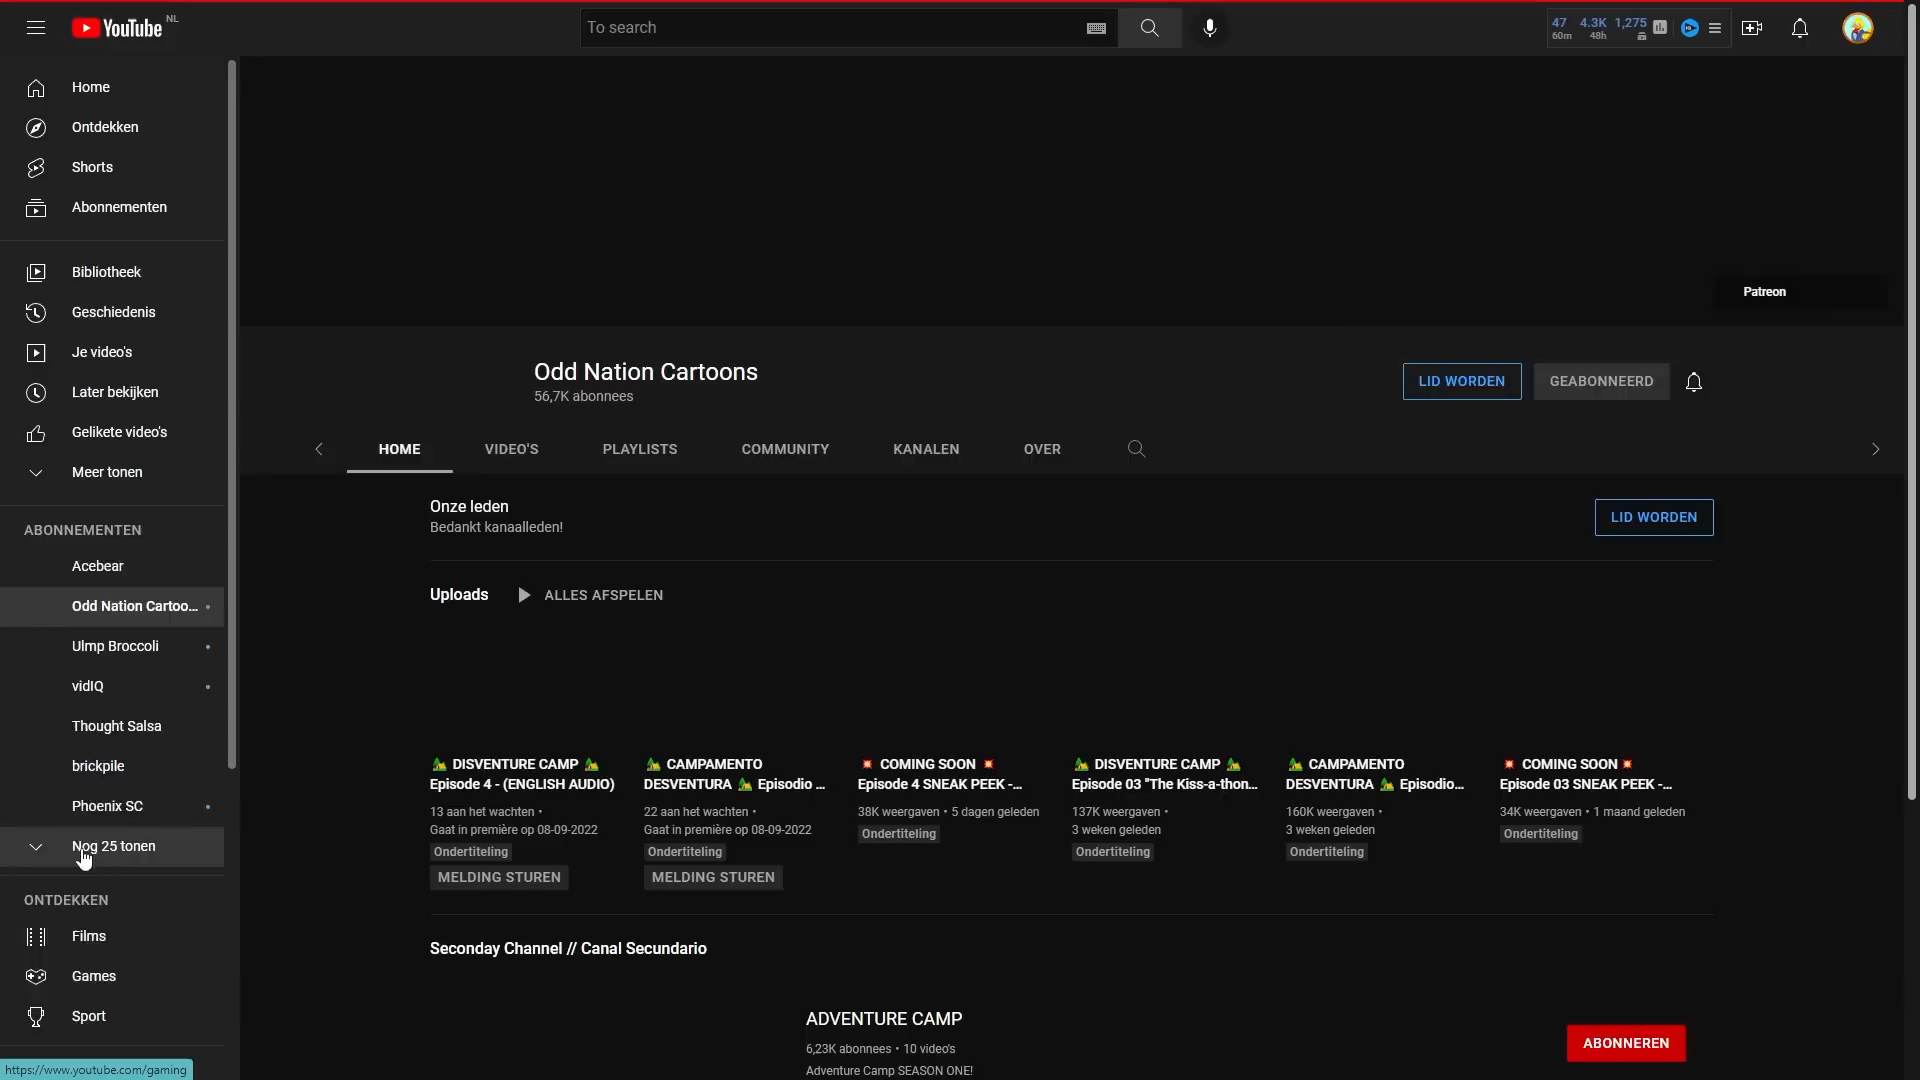 YouTube NL
To search
47 4.3K 1,275
60m 48h
Home
Ontdekken
Shorts
Abonnementen
Bibliotheek
Geschiedenis
Je video's
Later bekijken
Gelikete video's
Meer tonen
ABONNEMENTEN
Acebear
Odd Nation Cartoo...
Ulmp Broccoli
vidIQ
Thought Salsa
brickpile
Phoenix SC
Nog 25 tonen
ONTDEKKEN
Films
Games
Sport
https://www.youtube.com/gaming
Patreon
Odd Nation Cartoons
56,7K abonnees
LID WORDEN
GEABONNEERD
HOME VIDEO'S PLAYLISTS COMMUNITY KANALEN OVER
Onze leden
Bedankt kanaalleden!
LID WORDEN
Uploads
ALLES AFSPELEN
🏕️ DISVENTURE CAMP 🏕️
Episode 4 - (ENGLISH AUDIO)
13 aan het wachten •
Gaat in première op 08-09-2022
Ondertiteling
MELDING STUREN
🏕️ CAMPAMENTO
DESVENTURA 🏕️ Episodio ...
22 aan het wachten •
Gaat in première op 08-09-2022
Ondertiteling
MELDING STUREN
💥 COMING SOON 💥
Episode 4 SNEAK PEEK -...
38K weergaven • 5 dagen geleden
Ondertiteling
🏕️ DISVENTURE CAMP 🏕️
Episode 03 "The Kiss-a-thon...
137K weergaven •
3 weken geleden
Ondertiteling
🏕️ CAMPAMENTO
DESVENTURA 🏕️ Episodio...
160K weergaven •
3 weken geleden
Ondertiteling
💥 COMING SOON💥
Episode 03 SNEAK PEEK -...
34K weergaven • 1 maand geleden
Ondertiteling
Seconday Channel // Canal Secundario
ADVENTURE CAMP
6,23K abonnees • 10 video's
Adventure Camp SEASON ONE!
ABONNEREN